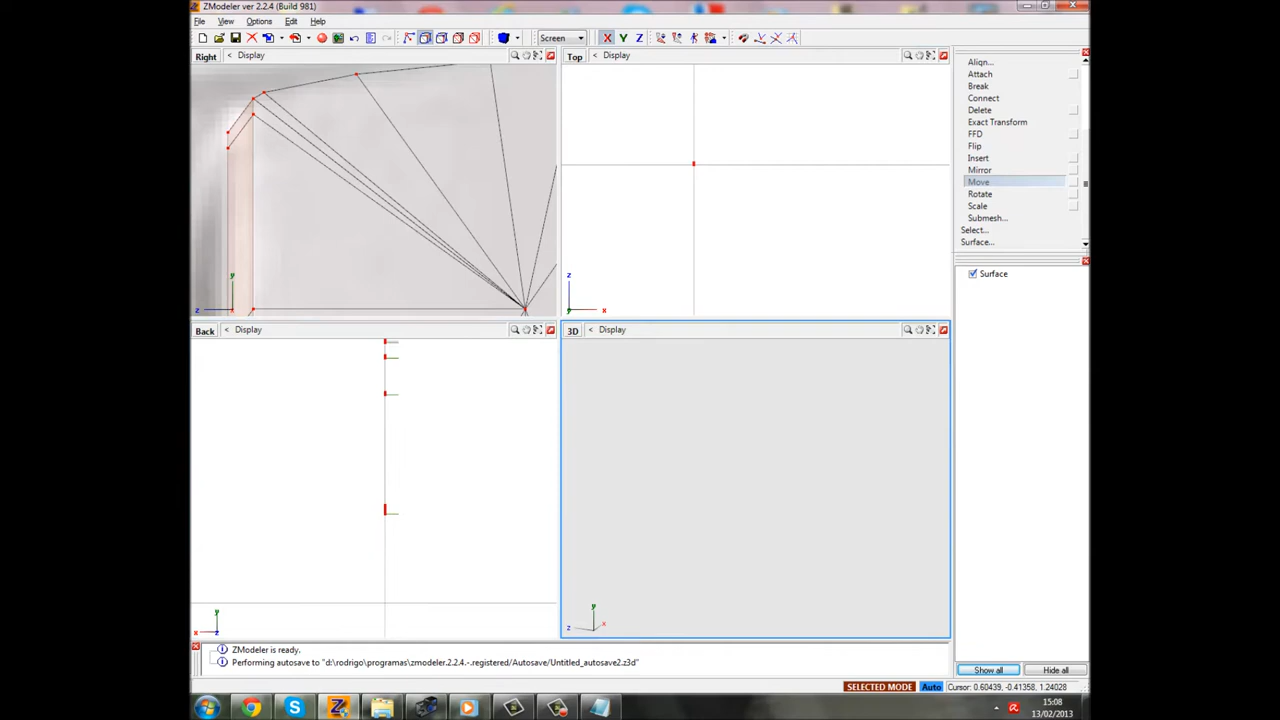 ZModeler ver 2.2.4 (Build 981)
File View Options Edit Help
Screen X Y Z
Right < Display
Top < Display
Align...
Attach
Break
Connect
Delete
Exact Transform
FFD
Flip
Insert
Mirror
Move
Rotate
Scale
Submesh...
Select...
Surface...
Surface
y
z x
z
y x
Back < Display
3D < Display
y
x z
y
z x
ZModeler is ready.
Performing autosave to "d:\rodrigo\programas\zmodeler.2.2.4.-.registered/Autosave/Untitled_autosave2.z3d"
Show all Hide all
SELECTED MODE Auto Cursor: 0.60439, -0.41358, 1.24028
15:08
13/02/2013